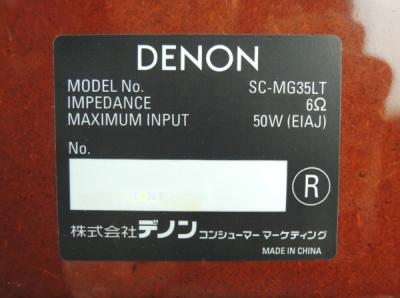 DENON
MODEL No. SC-MG35LT
IMPEDANCE 6Ω
MAXIMUM INPUT 50W (EIAJ)
No.
R
株式会社デノン コンシューマー マーケティング
MADE IN CHINA